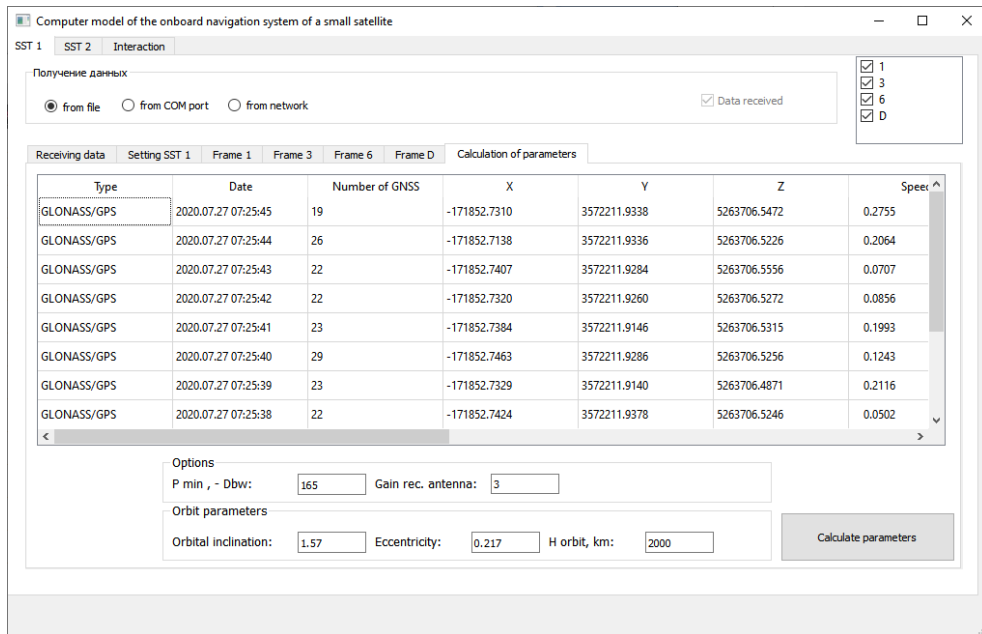 Computer model of the onboard navigation system of a small satellite
SST 1 SST 2 Interaction
Получение данных
from file from COM port from network Data received
1
3
6
D
Receiving data Setting SST 1 Frame 1 Frame 3 Frame 6 Frame D Calculation of parameters
Type Date Number of GNSS X Y Z Speed
GLONASS/GPS 2020.07.27 07:25:45 19 -171852.7310 3572211.9338 5263706.5472 0.2755
GLONASS/GPS 2020.07.27 07:25:44 26 -171852.7138 3572211.9336 5263706.5226 0.2064
GLONASS/GPS 2020.07.27 07:25:43 22 -171852.7407 3572211.9284 5263706.5556 0.0707
GLONASS/GPS 2020.07.27 07:25:42 22 -171852.7320 3572211.9260 5263706.5272 0.0856
GLONASS/GPS 2020.07.27 07:25:41 23 -171852.7384 3572211.9146 5263706.5315 0.1993
GLONASS/GPS 2020.07.27 07:25:40 29 -171852.7463 3572211.9286 5263706.5256 0.1243
GLONASS/GPS 2020.07.27 07:25:39 23 -171852.7329 3572211.9140 5263706.4871 0.2116
GLONASS/GPS 2020.07.27 07:25:38 22 -171852.7424 3572211.9378 5263706.5246 0.0502
Options
P min , - Dbw: 165 Gain rec. antenna: 3
Orbit parameters
Orbital inclination: 1.57 Eccentricity: 0.217 H orbit, km: 2000
Calculate parameters